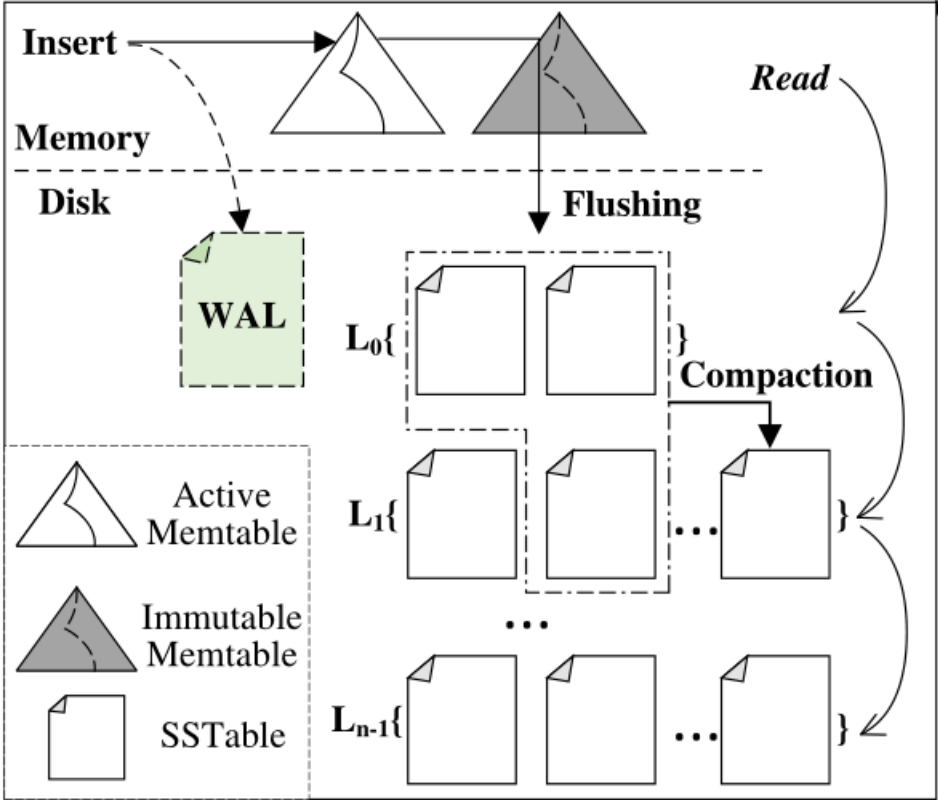 Insert
Read
Memory
Disk
Flushing
WAL
L0{ }
Compaction
L1{ ... }
...
Ln-1{ ... }
Active
Memtable
Immutable
Memtable
SSTable